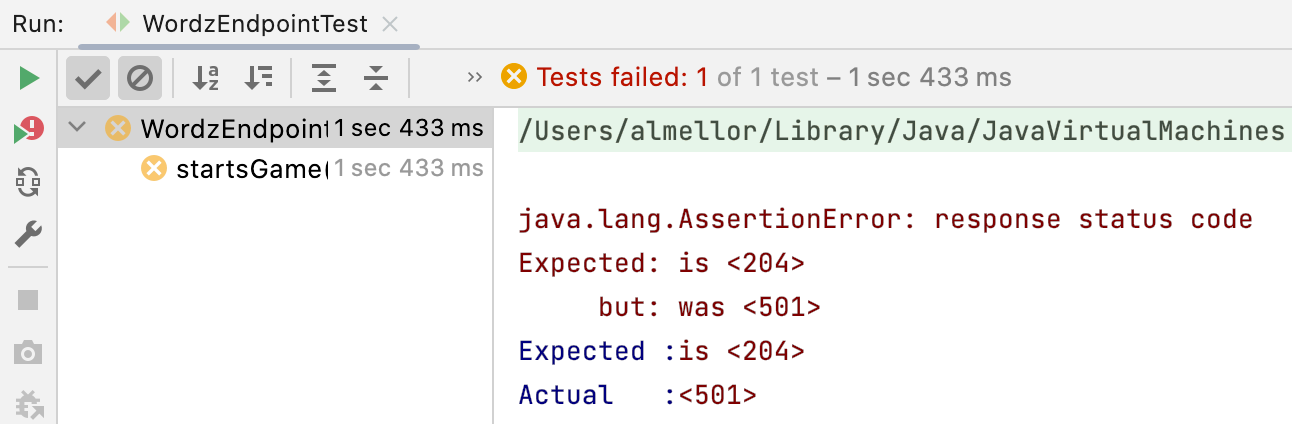 Run: WordzEndpointTest
Tests failed: 1 of 1 test – 1 sec 433 ms
WordzEndpoint 1 sec 433 ms
startsGame( 1 sec 433 ms
/Users/almellor/Library/Java/JavaVirtualMachines
java.lang.AssertionError: response status code
Expected: is <204>
but: was <501>
Expected :is <204>
Actual   :<501>